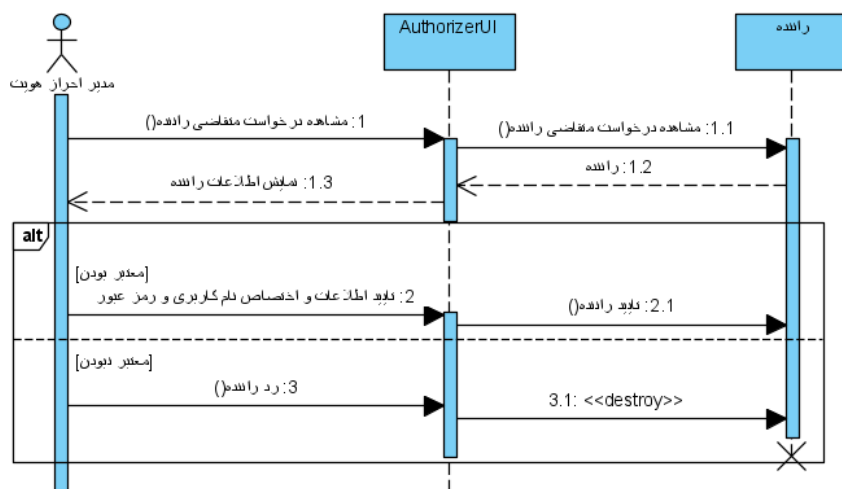 AuthorizerUI
راننده
مدیر احراز هویت
1: مشاهده درخواست متقاضی راننده()
1.1: مشاهده درخواست متقاضی راننده()
1.2: راننده
1.3: نمایش اطلاعات راننده
alt
[معتبر بودن]
2: تایید اطلاعات و اختصاص نام کاربری و رمز عبور
2.1: تایید راننده()
[معتبر نبودن]
3: رد راننده()
3.1: <<destroy>>